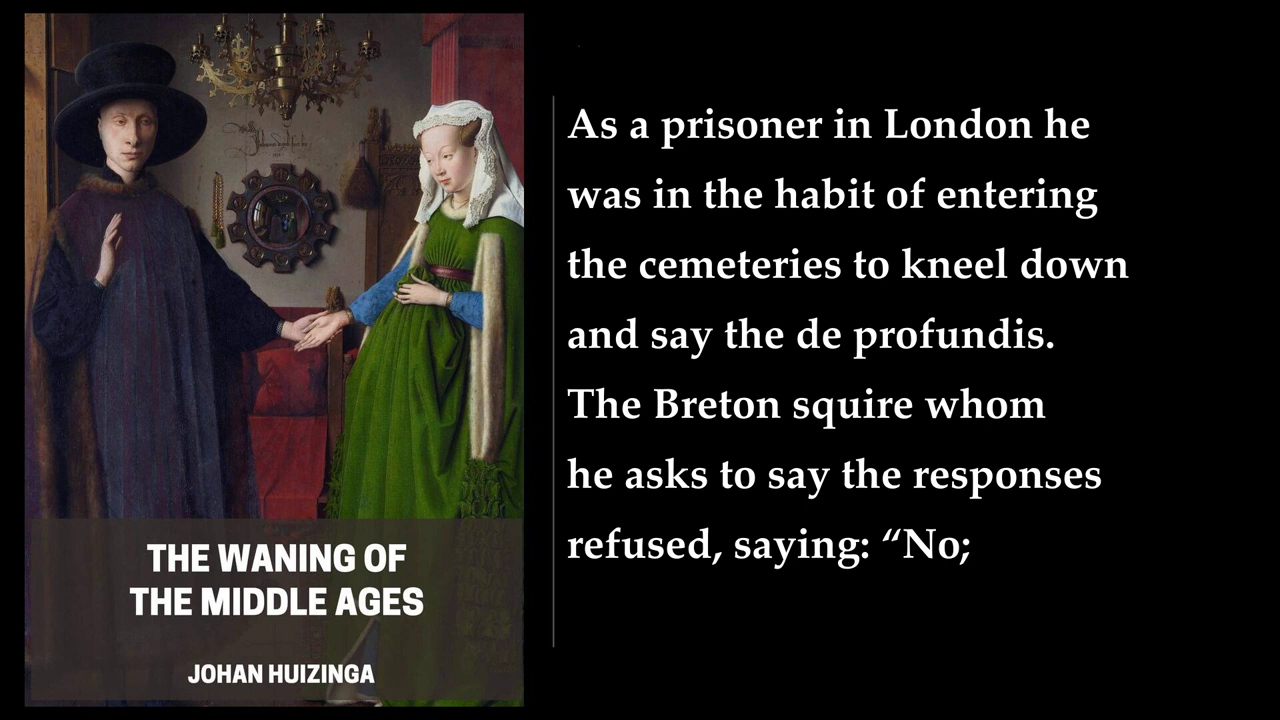 THE WANING OF
THE MIDDLE AGES
JOHAN HUIZINGA
As a prisoner in London he
was in the habit of entering
the cemeteries to kneel down
and say the de profundis.
The Breton squire whom
he asks to say the responses
refused, saying: “No;